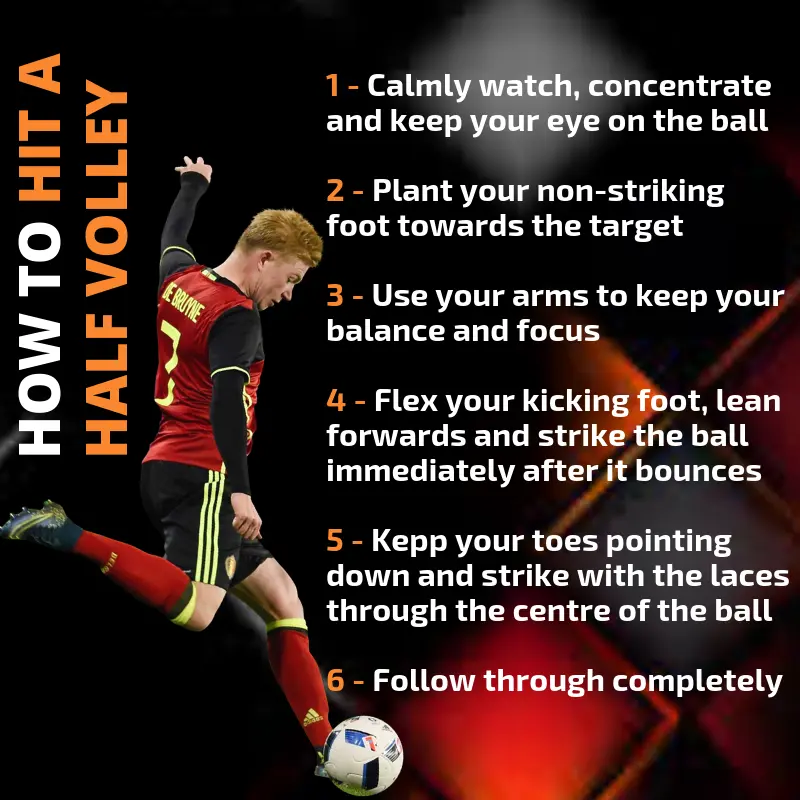 HOW TO HIT A
HALF VOLLEY
1 - Calmly watch, concentrate
and keep your eye on the ball
2 - Plant your non-striking
foot towards the target
3 - Use your arms to keep your
balance and focus
4 - Flex your kicking foot, lean
forwards and strike the ball
immediately after it bounces
5 - Kepp your toes pointing
down and strike with the laces
through the centre of the ball
6 - Follow through completely
DE BRUYNE
7
adidas